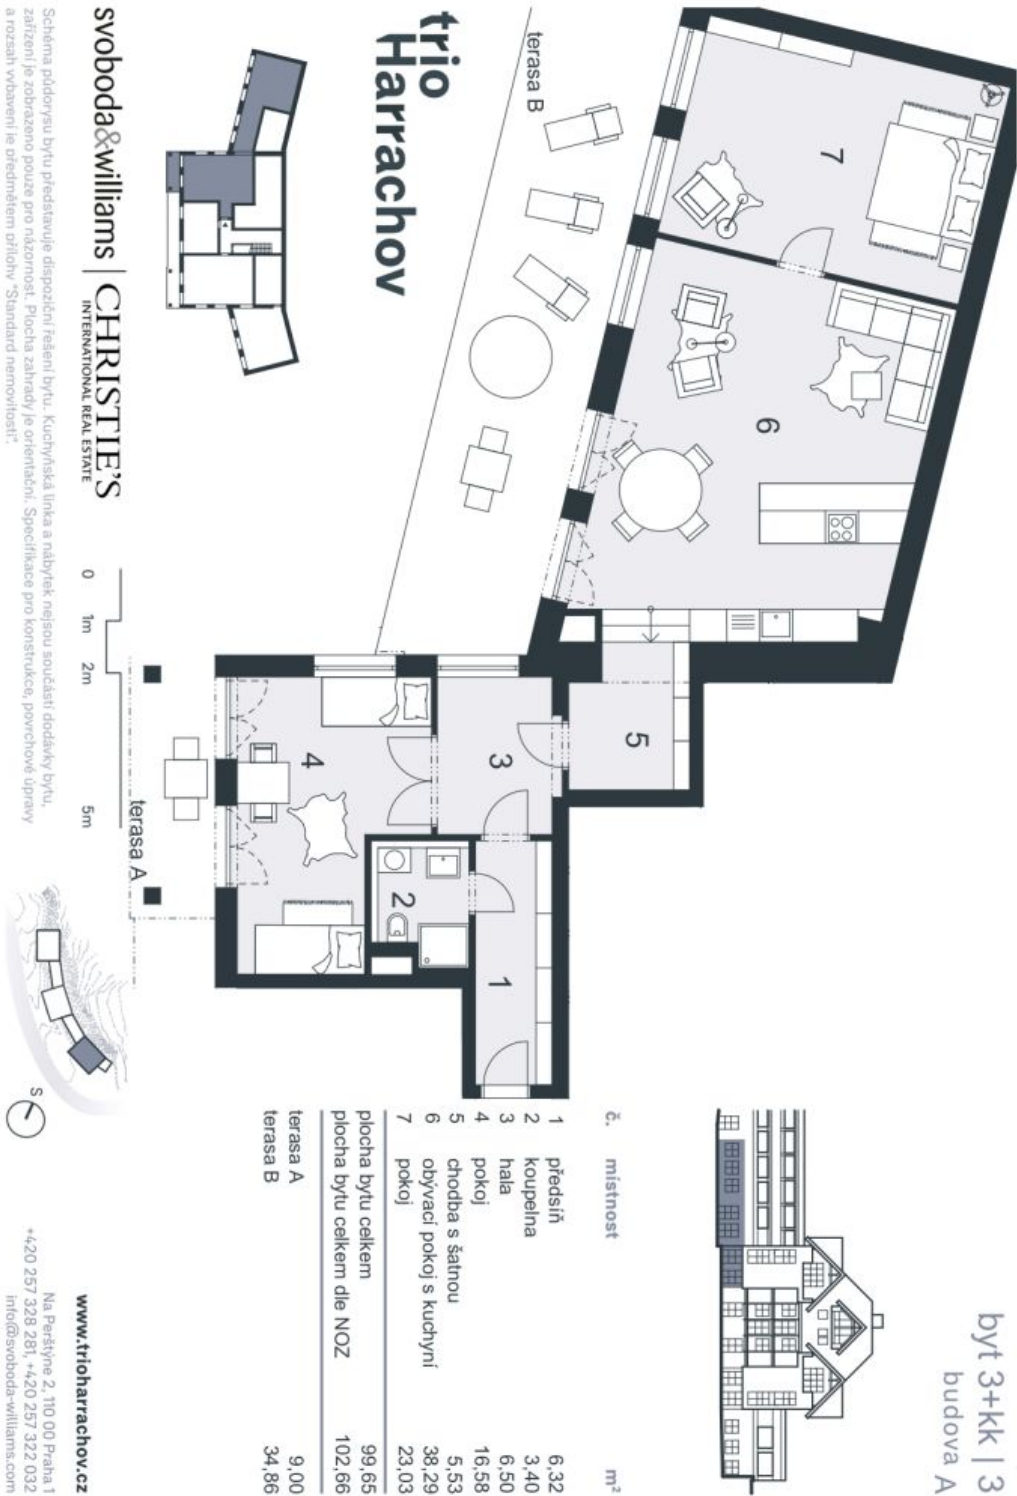 byt 3+kk | 3
budova A
trio
Harrachov
terasa B
7
6
5
4
3
2
1
terasa A
č. místnost m²
1 předsíň 6,32
2 koupelna 3,40
3 hala 6,50
4 pokoj 16,58
5 chodba s šatnou 5,53
6 obývací pokoj s kuchyní 38,29
7 pokoj 23,03
plocha bytu celkem 99,65
plocha bytu celkem dle NOZ 102,66
terasa A 9,00
terasa B 34,86
svoboda&williams | CHRISTIE'S
INTERNATIONAL REAL ESTATE
0 1m 2m 5m
S
www.trioharrachov.cz
Na Perštýně 2, 110 00 Praha 1
+420 257 328 281, +420 257 322 032
info@svoboda-williams.com
Schéma půdorysu bytu představuje dispoziční řešení bytu. Kuchyňská linka a nábytek nejsou součástí dodávky bytu,
zařízení je zobrazeno pouze pro názornost. Plocha zahrady je orientační. Specifikace pro konstrukce, povrchové úpravy
a rozsah vybavení je předmětem přílohy "Standard nemovitosti".